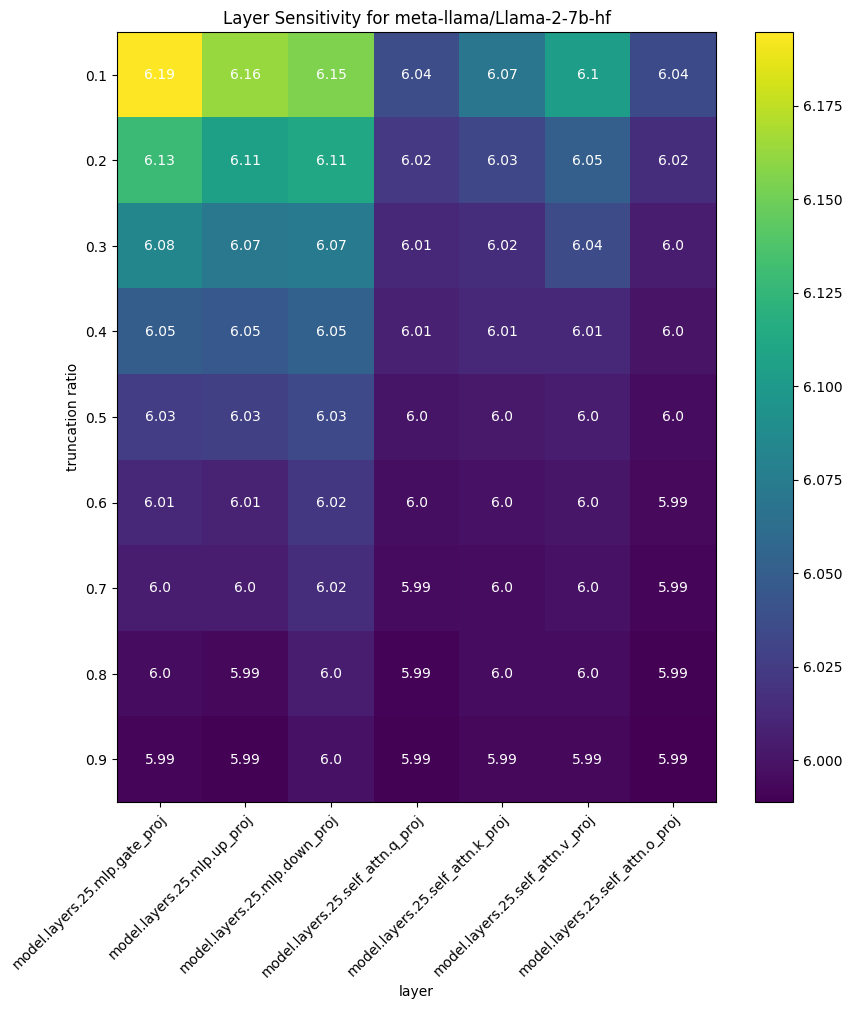 Layer Sensitivity for meta-llama/Llama-2-7b-hf
truncation ratio
0.1 6.19 6.16 6.15 6.04 6.07 6.1 6.04
0.2 6.13 6.11 6.11 6.02 6.03 6.05 6.02
0.3 6.08 6.07 6.07 6.01 6.02 6.04 6.0
0.4 6.05 6.05 6.05 6.01 6.01 6.01 6.0
0.5 6.03 6.03 6.03 6.0 6.0 6.0 6.0
0.6 6.01 6.01 6.02 6.0 6.0 6.0 5.99
0.7 6.0 6.0 6.02 5.99 6.0 6.0 5.99
0.8 6.0 5.99 6.0 5.99 6.0 6.0 5.99
0.9 5.99 5.99 6.0 5.99 5.99 5.99 5.99
model.layers.25.mlp.gate_proj
model.layers.25.mlp.up_proj
model.layers.25.mlp.down_proj
model.layers.25.self_attn.q_proj
model.layers.25.self_attn.k_proj
model.layers.25.self_attn.v_proj
model.layers.25.self_attn.o_proj
layer
6.175
6.150
6.125
6.100
6.075
6.050
6.025
6.000